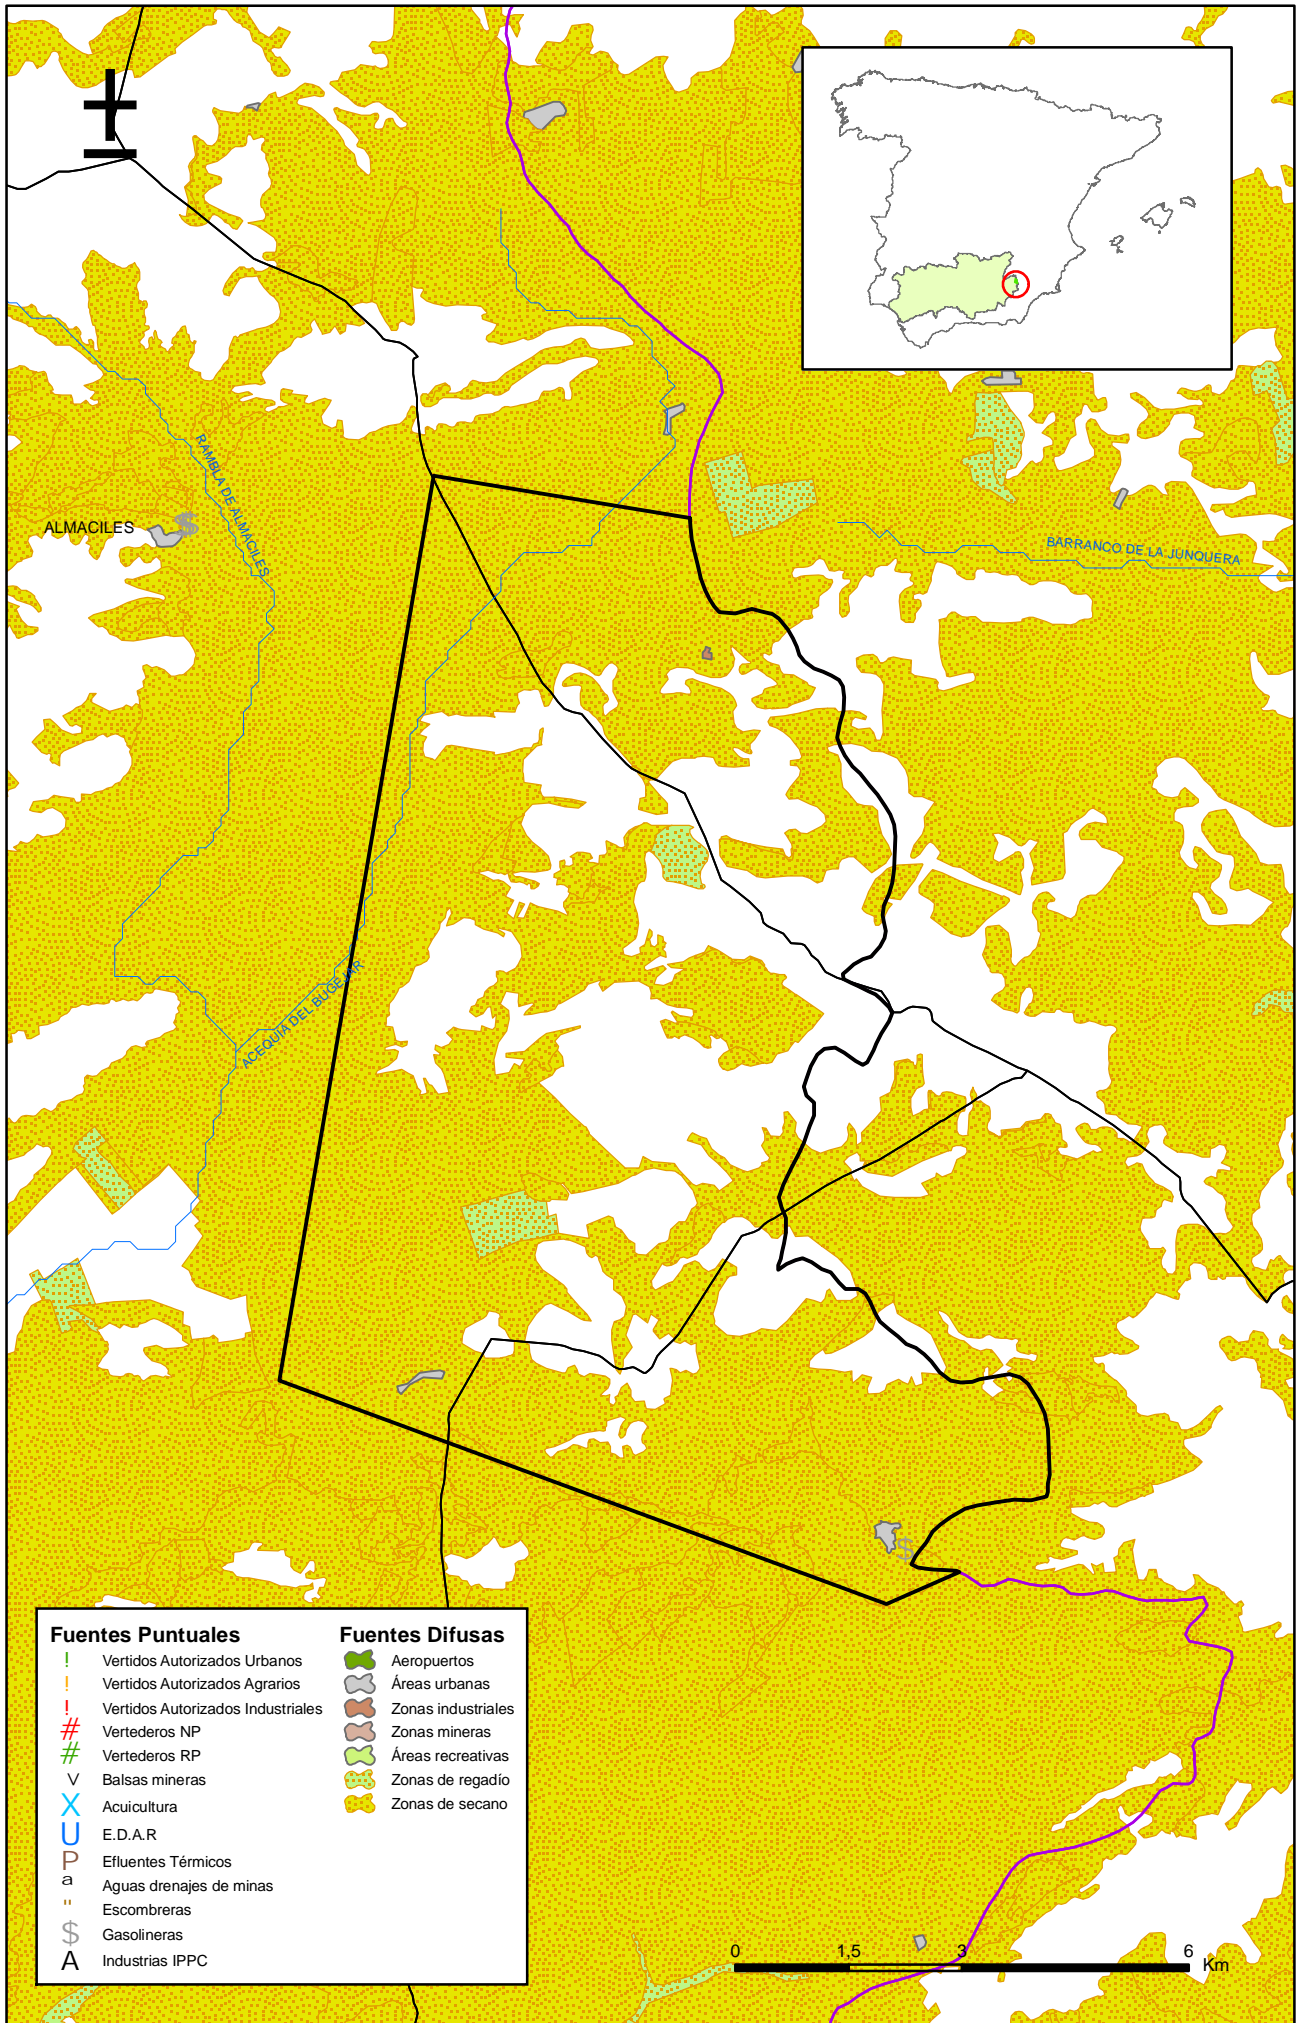 RAMBLA DE ALMACILES
ALMACILES
$
BARRANCO DE LA JUNQUERA
ACEQUIA DEL BUGEJAR
$
Fuentes Puntuales
! Vertidos Autorizados Urbanos
! Vertidos Autorizados Agrarios
! Vertidos Autorizados Industriales
# Vertederos NP
# Vertederos RP
V Balsas mineras
X Acuicultura
U E.D.A.R
P Efluentes Térmicos
a Aguas drenajes de minas
" Escombreras
$ Gasolineras
A Industrias IPPC
Fuentes Difusas
Aeropuertos
Áreas urbanas
Zonas industriales
Zonas mineras
Áreas recreativas
Zonas de regadío
Zonas de secano
0 1,5 3 6 Km